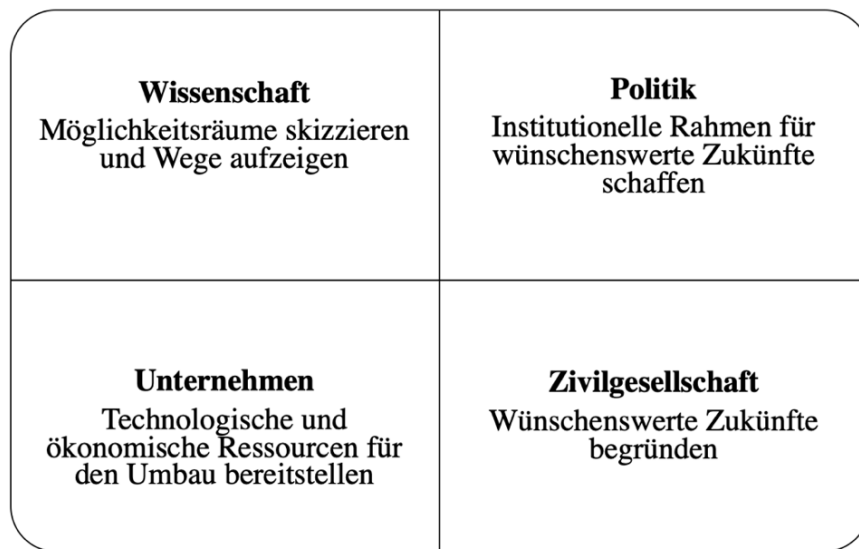 Wissenschaft
Möglichkeitsräume skizzieren
und Wege aufzeigen
Politik
Institutionelle Rahmen für
wünschenswerte Zukünfte
schaffen
Unternehmen
Technologische und
ökonomische Ressourcen für
den Umbau bereitstellen
Zivilgesellschaft
Wünschenswerte Zukünfte
begründen